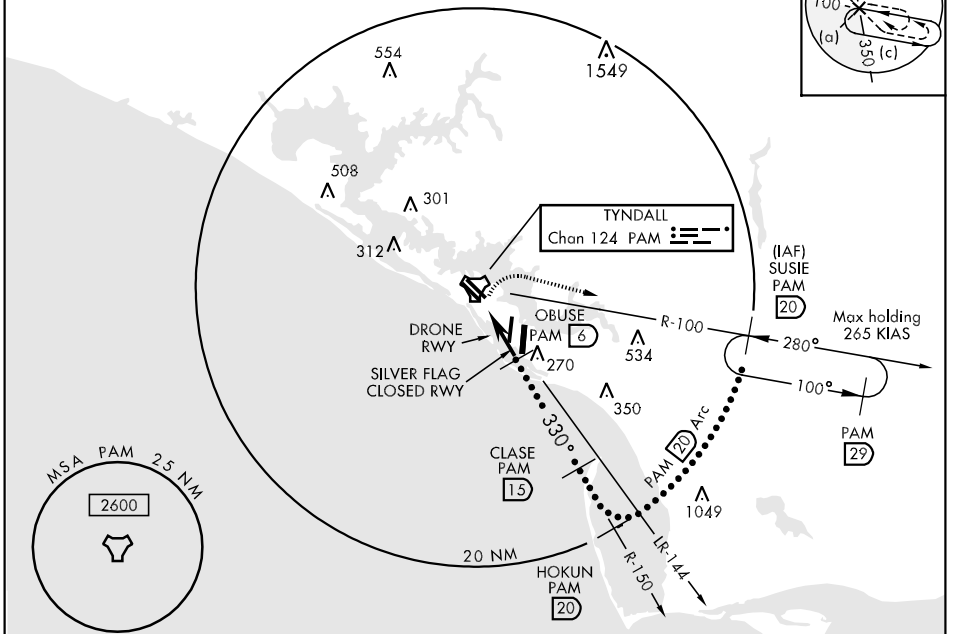 100
(a)
350
(c)
554
1549
508
301
312
TYNDALL
Chan 124 PAM
(IAF)
SUSIE
PAM
20
Max holding
265 KIAS
OBUSE
PAM 6
R-100
280°
DRONE
RWY
270
534
SILVER FLAG
CLOSED RWY
100°
350
PAM
29
330°
PAM 20 Arc
CLASE
PAM
15
1049
MSA PAM 25 NM
2600
20 NM
HOKUN
PAM
20
R-150
LR-144